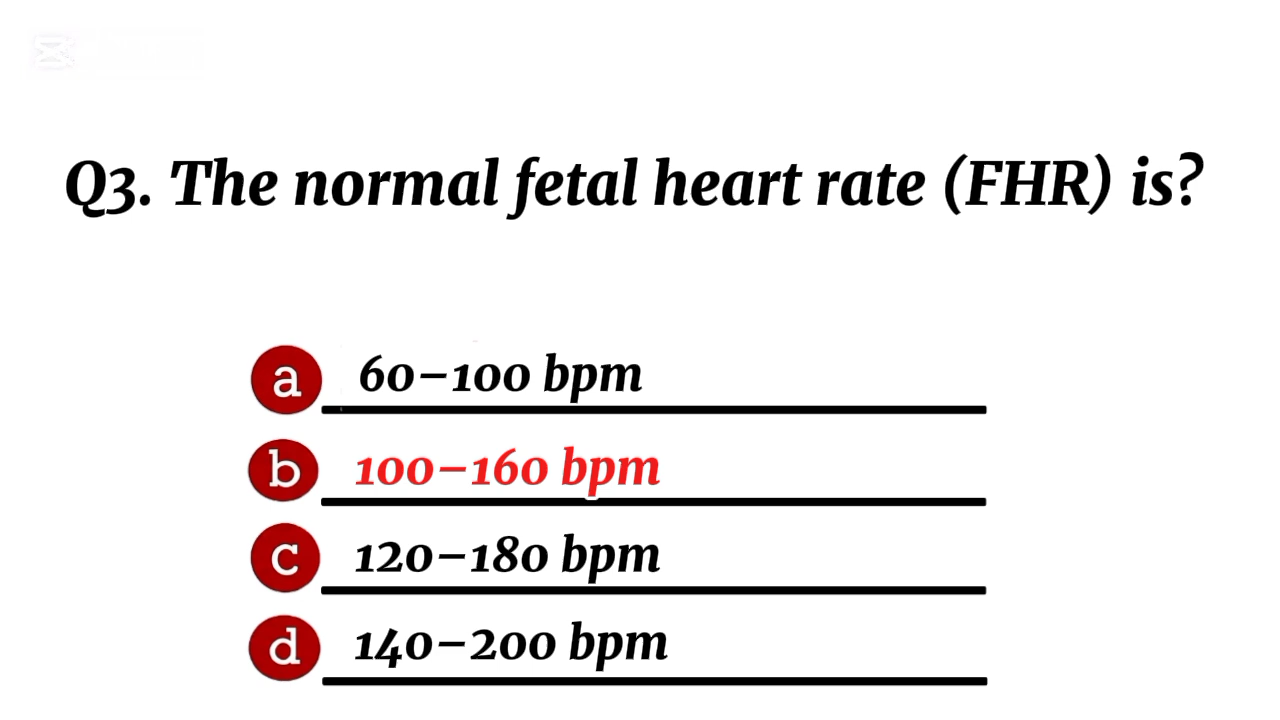 Q3. The normal fetal heart rate (FHR) is?
a 60–100 bpm
b 100–160 bpm
c 120–180 bpm
d 140–200 bpm